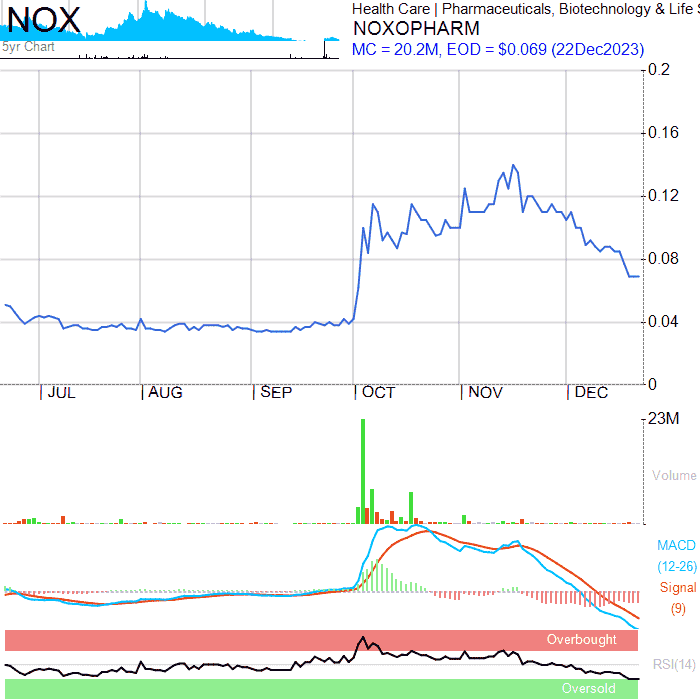 NOX
5yr Chart
Health Care | Pharmaceuticals, Biotechnology & Life S
NOXOPHARM
MC = 20.2M, EOD = $0.069 (22Dec2023)
0.2
0.16
0.12
0.08
0.04
0
JUL AUG SEP OCT NOV DEC
23M
Volume
MACD
(12-26)
Signal
(9)
Overbought
RSI(14)
Oversold